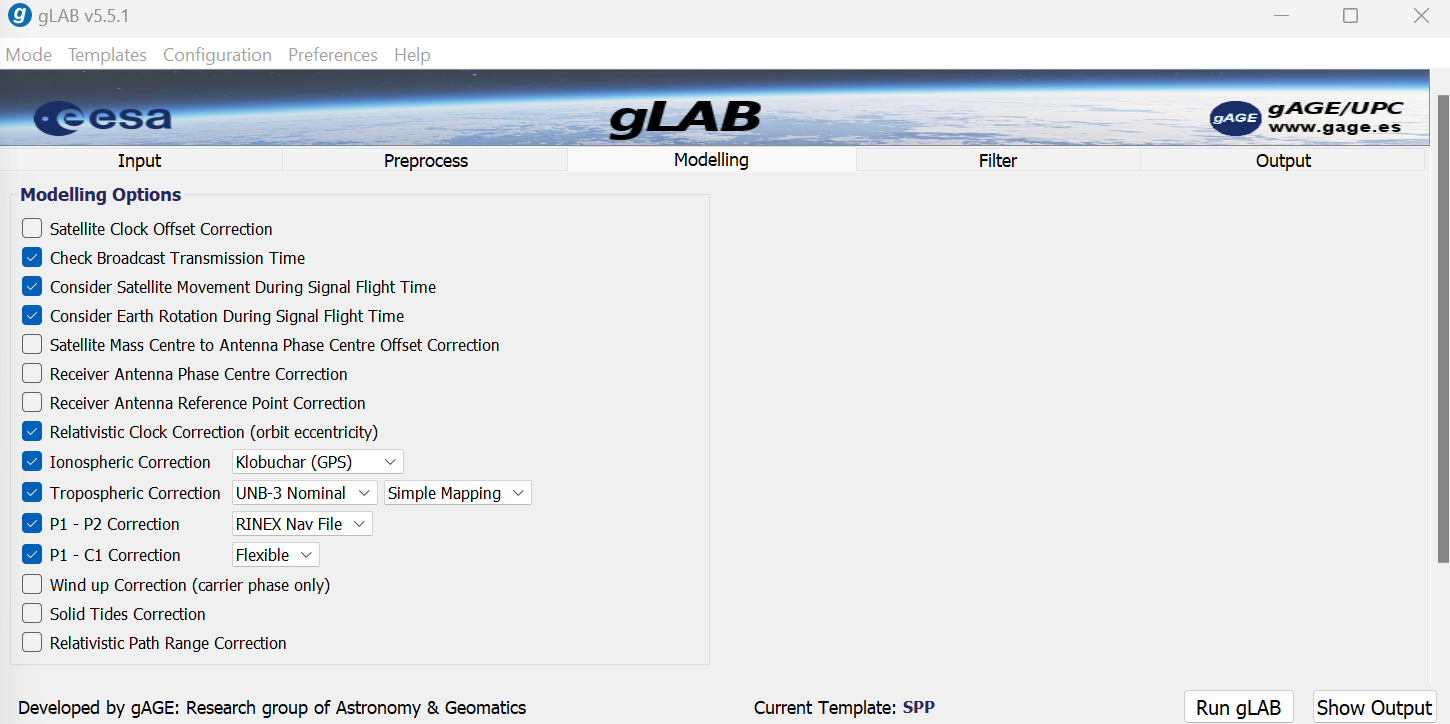 gLAB v5.5.1
Mode Templates Configuration Preferences Help
esa gLAB gAGE gAGE/UPC
www.gage.es
Input Preprocess Modelling Filter Output
Modelling Options
Satellite Clock Offset Correction
Check Broadcast Transmission Time
Consider Satellite Movement During Signal Flight Time
Consider Earth Rotation During Signal Flight Time
Satellite Mass Centre to Antenna Phase Centre Offset Correction
Receiver Antenna Phase Centre Correction
Receiver Antenna Reference Point Correction
Relativistic Clock Correction (orbit eccentricity)
Ionospheric Correction Klobuchar (GPS)
Tropospheric Correction UNB-3 Nominal Simple Mapping
P1 - P2 Correction RINEX Nav File
P1 - C1 Correction Flexible
Wind up Correction (carrier phase only)
Solid Tides Correction
Relativistic Path Range Correction
Developed by gAGE: Research group of Astronomy & Geomatics Current Template: SPP Run gLAB Show Output